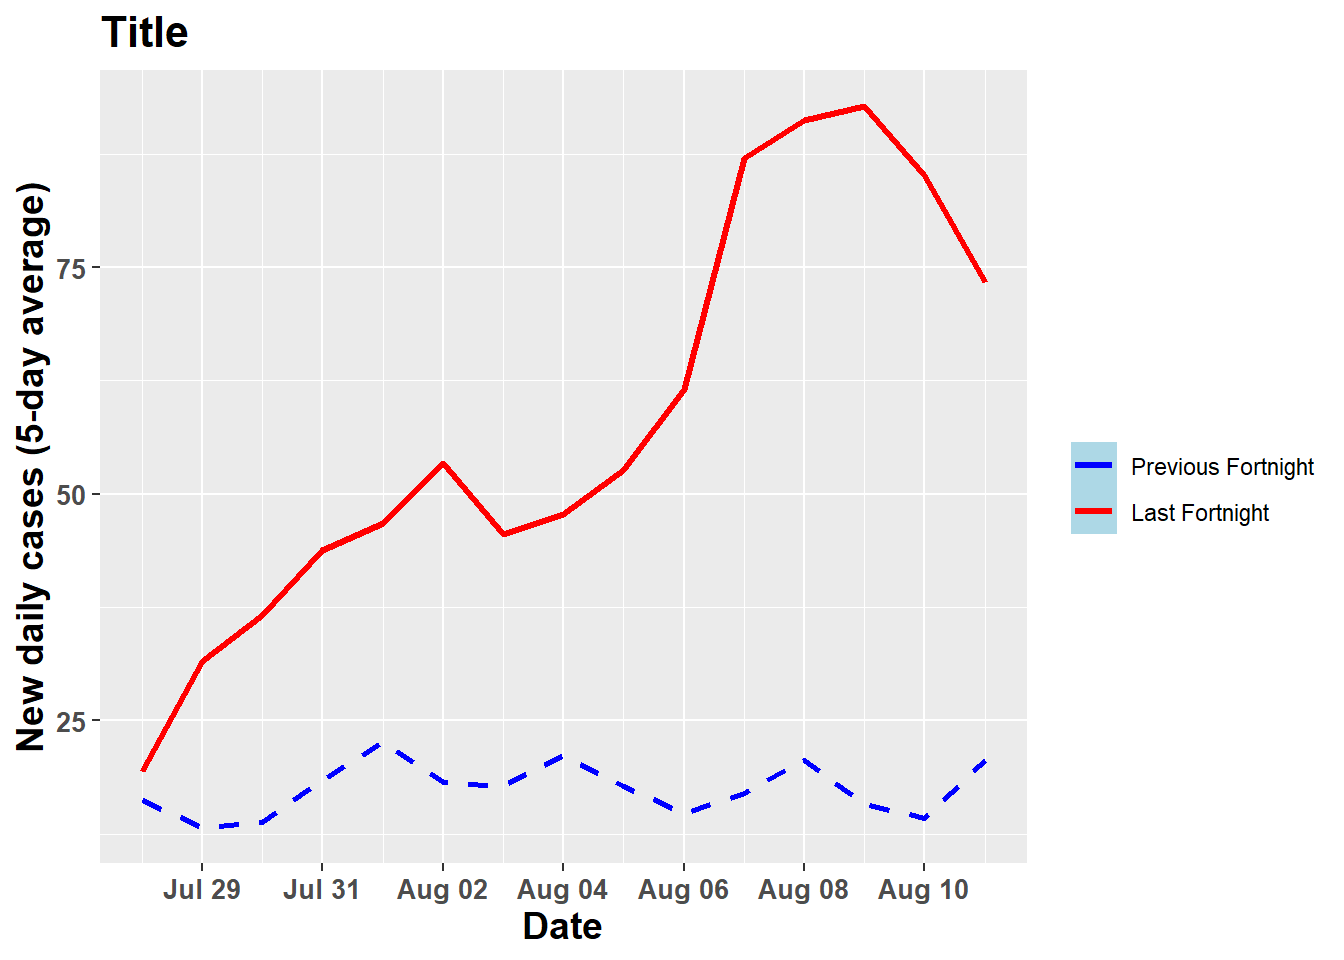 Title
New daily cases (5-day average)
75
50
25
Jul 29
Jul 31
Aug 02
Aug 04
Aug 06
Aug 08
Aug 10
Date
Previous Fortnight
Last Fortnight